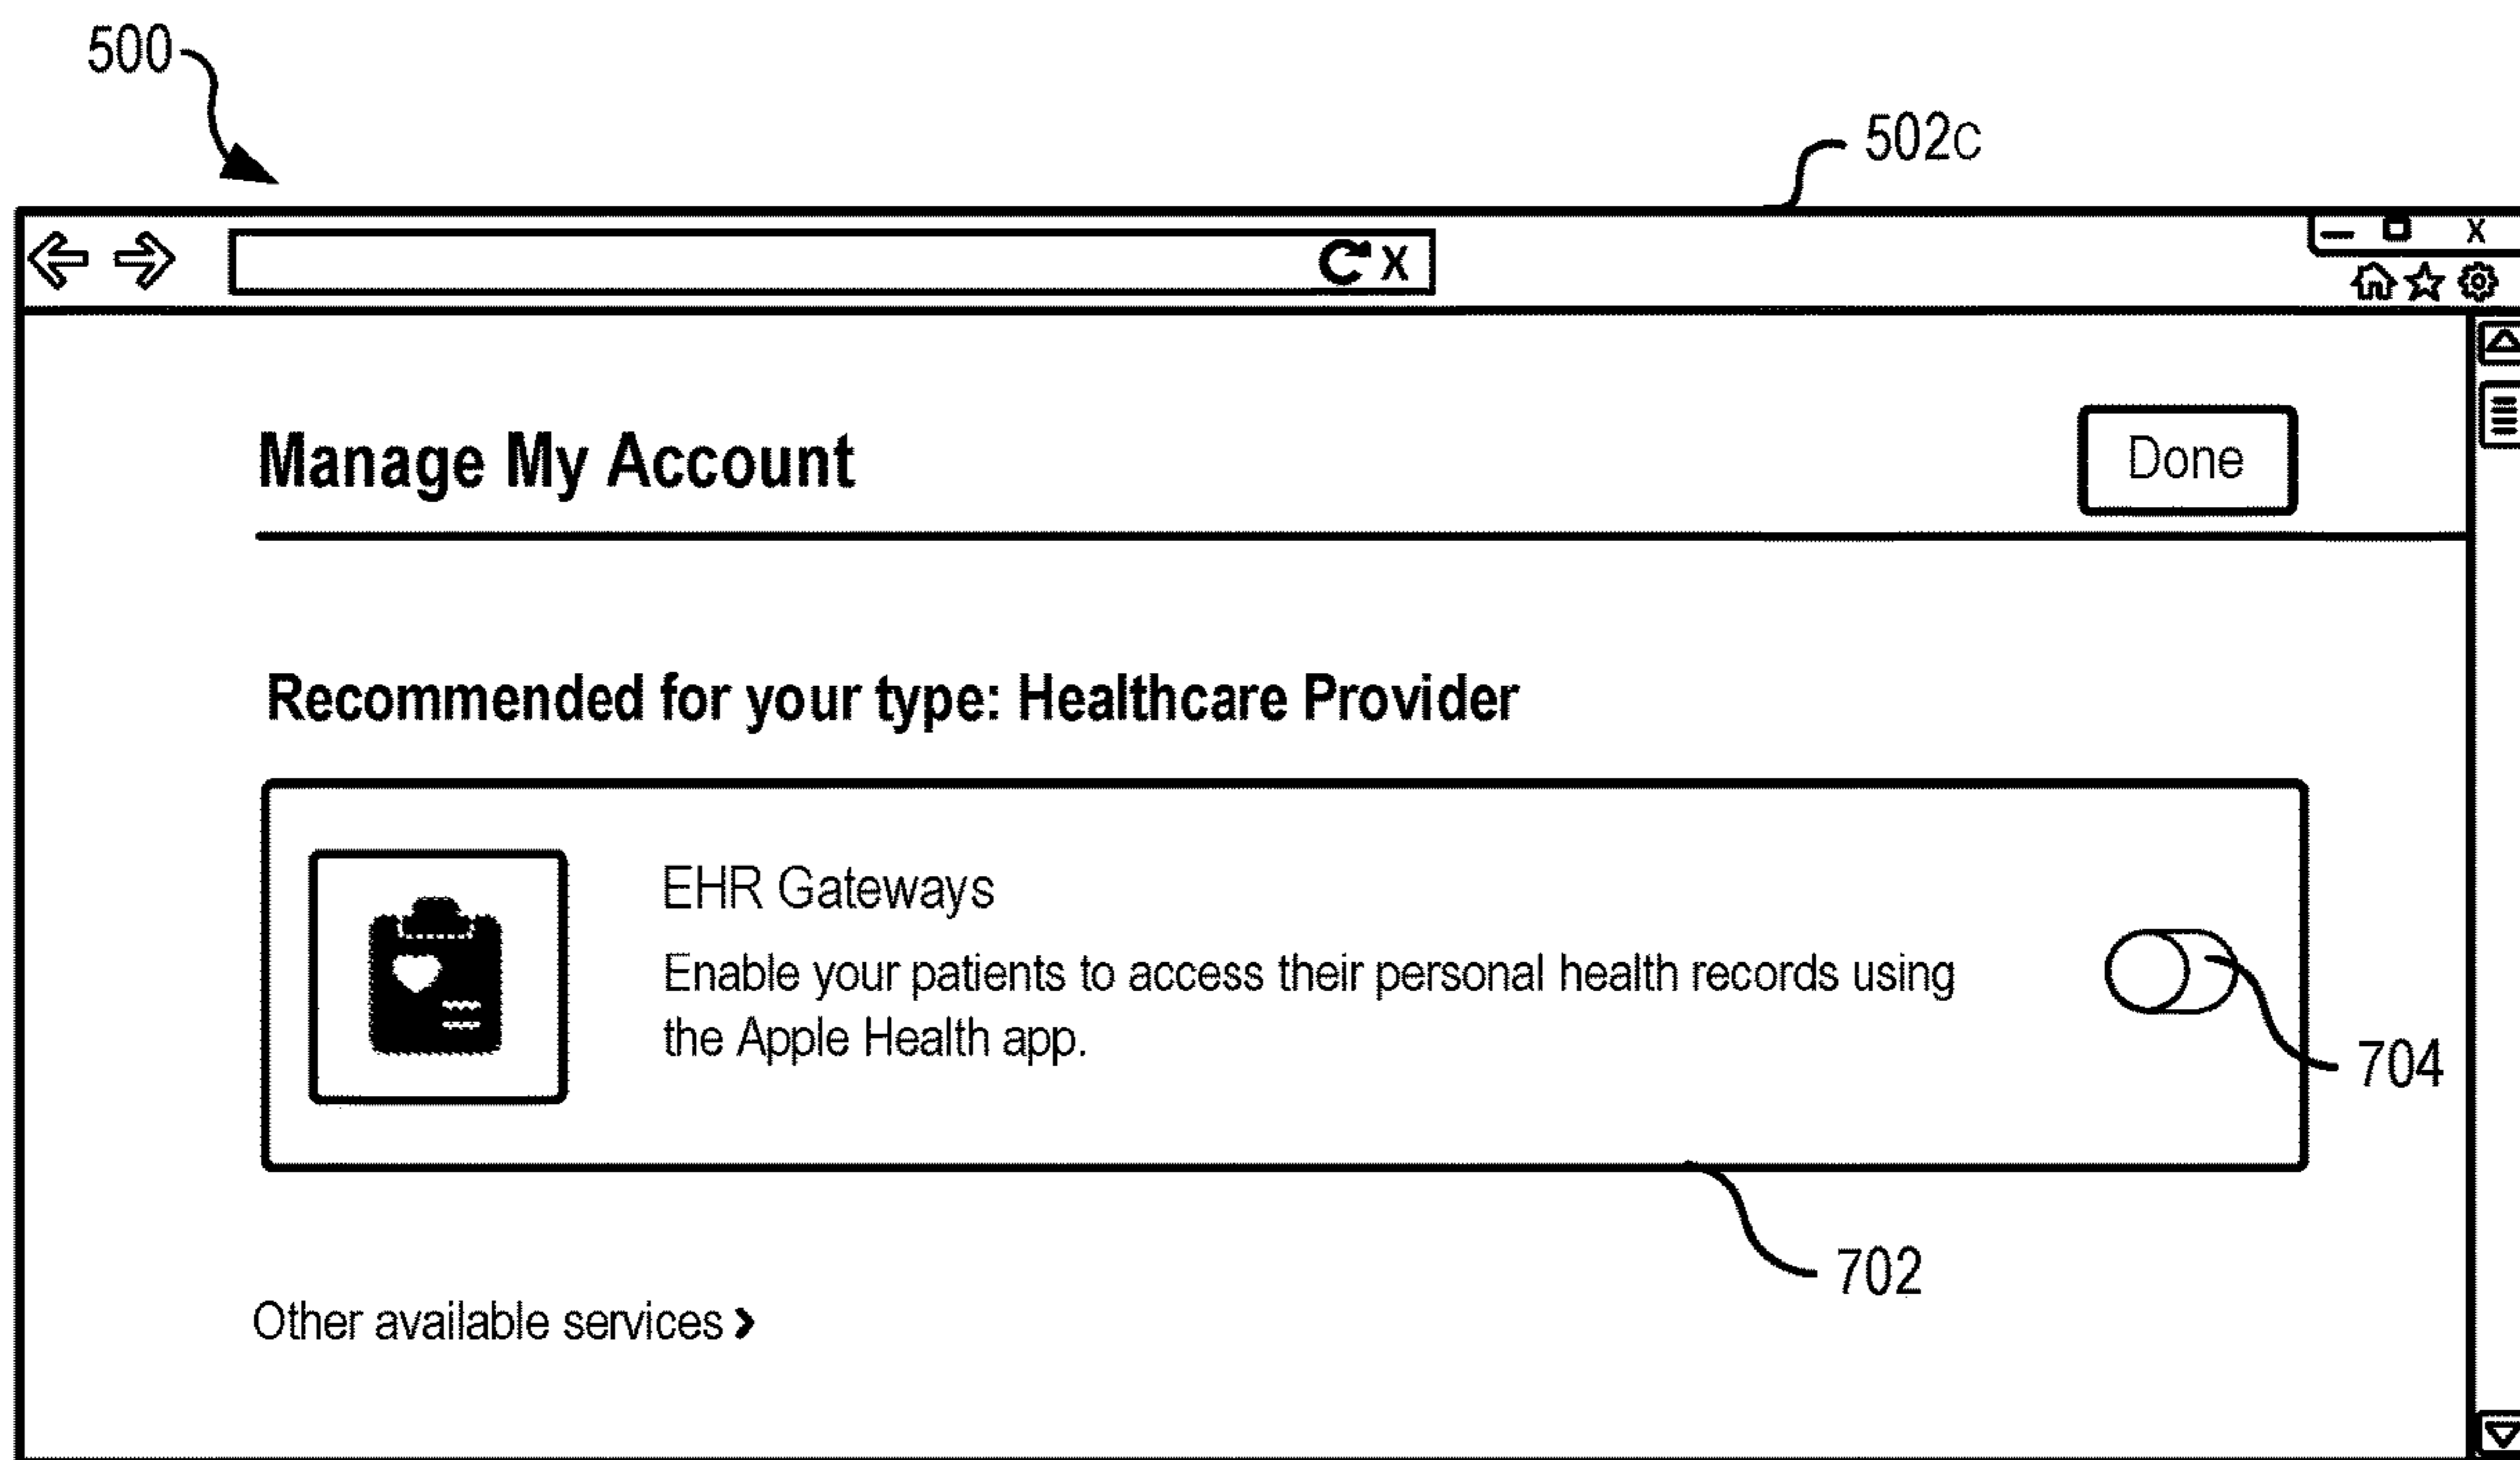 500
502c
C X
X
Manage My Account
Done
Recommended for your type: Healthcare Provider
EHR Gateways
Enable your patients to access their personal health records using
the Apple Health app.
704
702
Other available services >